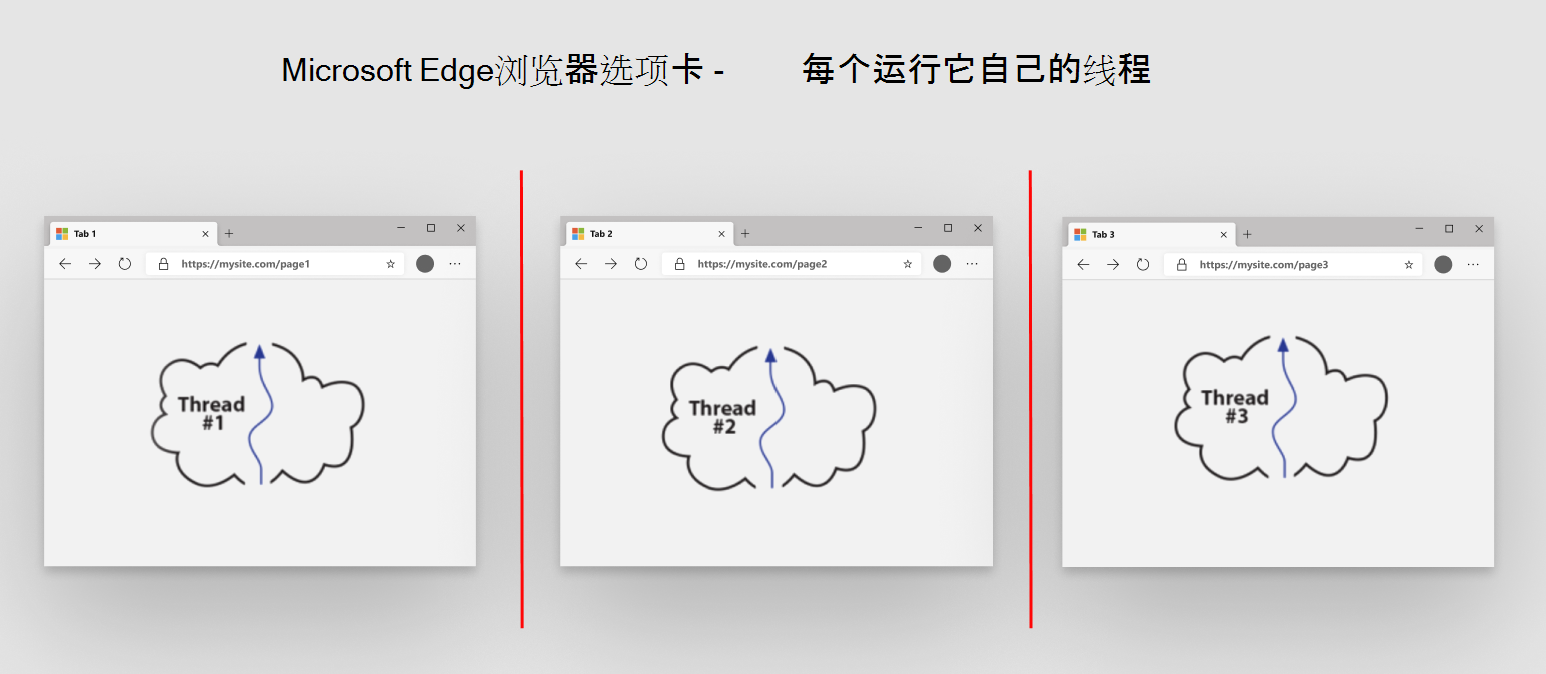 Microsoft Edge浏览器选项卡 - 每个运行它自己的线程
Tab 1
https://mysite.com/page1
Thread
#1
Tab 2
https://mysite.com/page2
Thread
#2
Tab 3
https://mysite.com/page3
Thread
#3